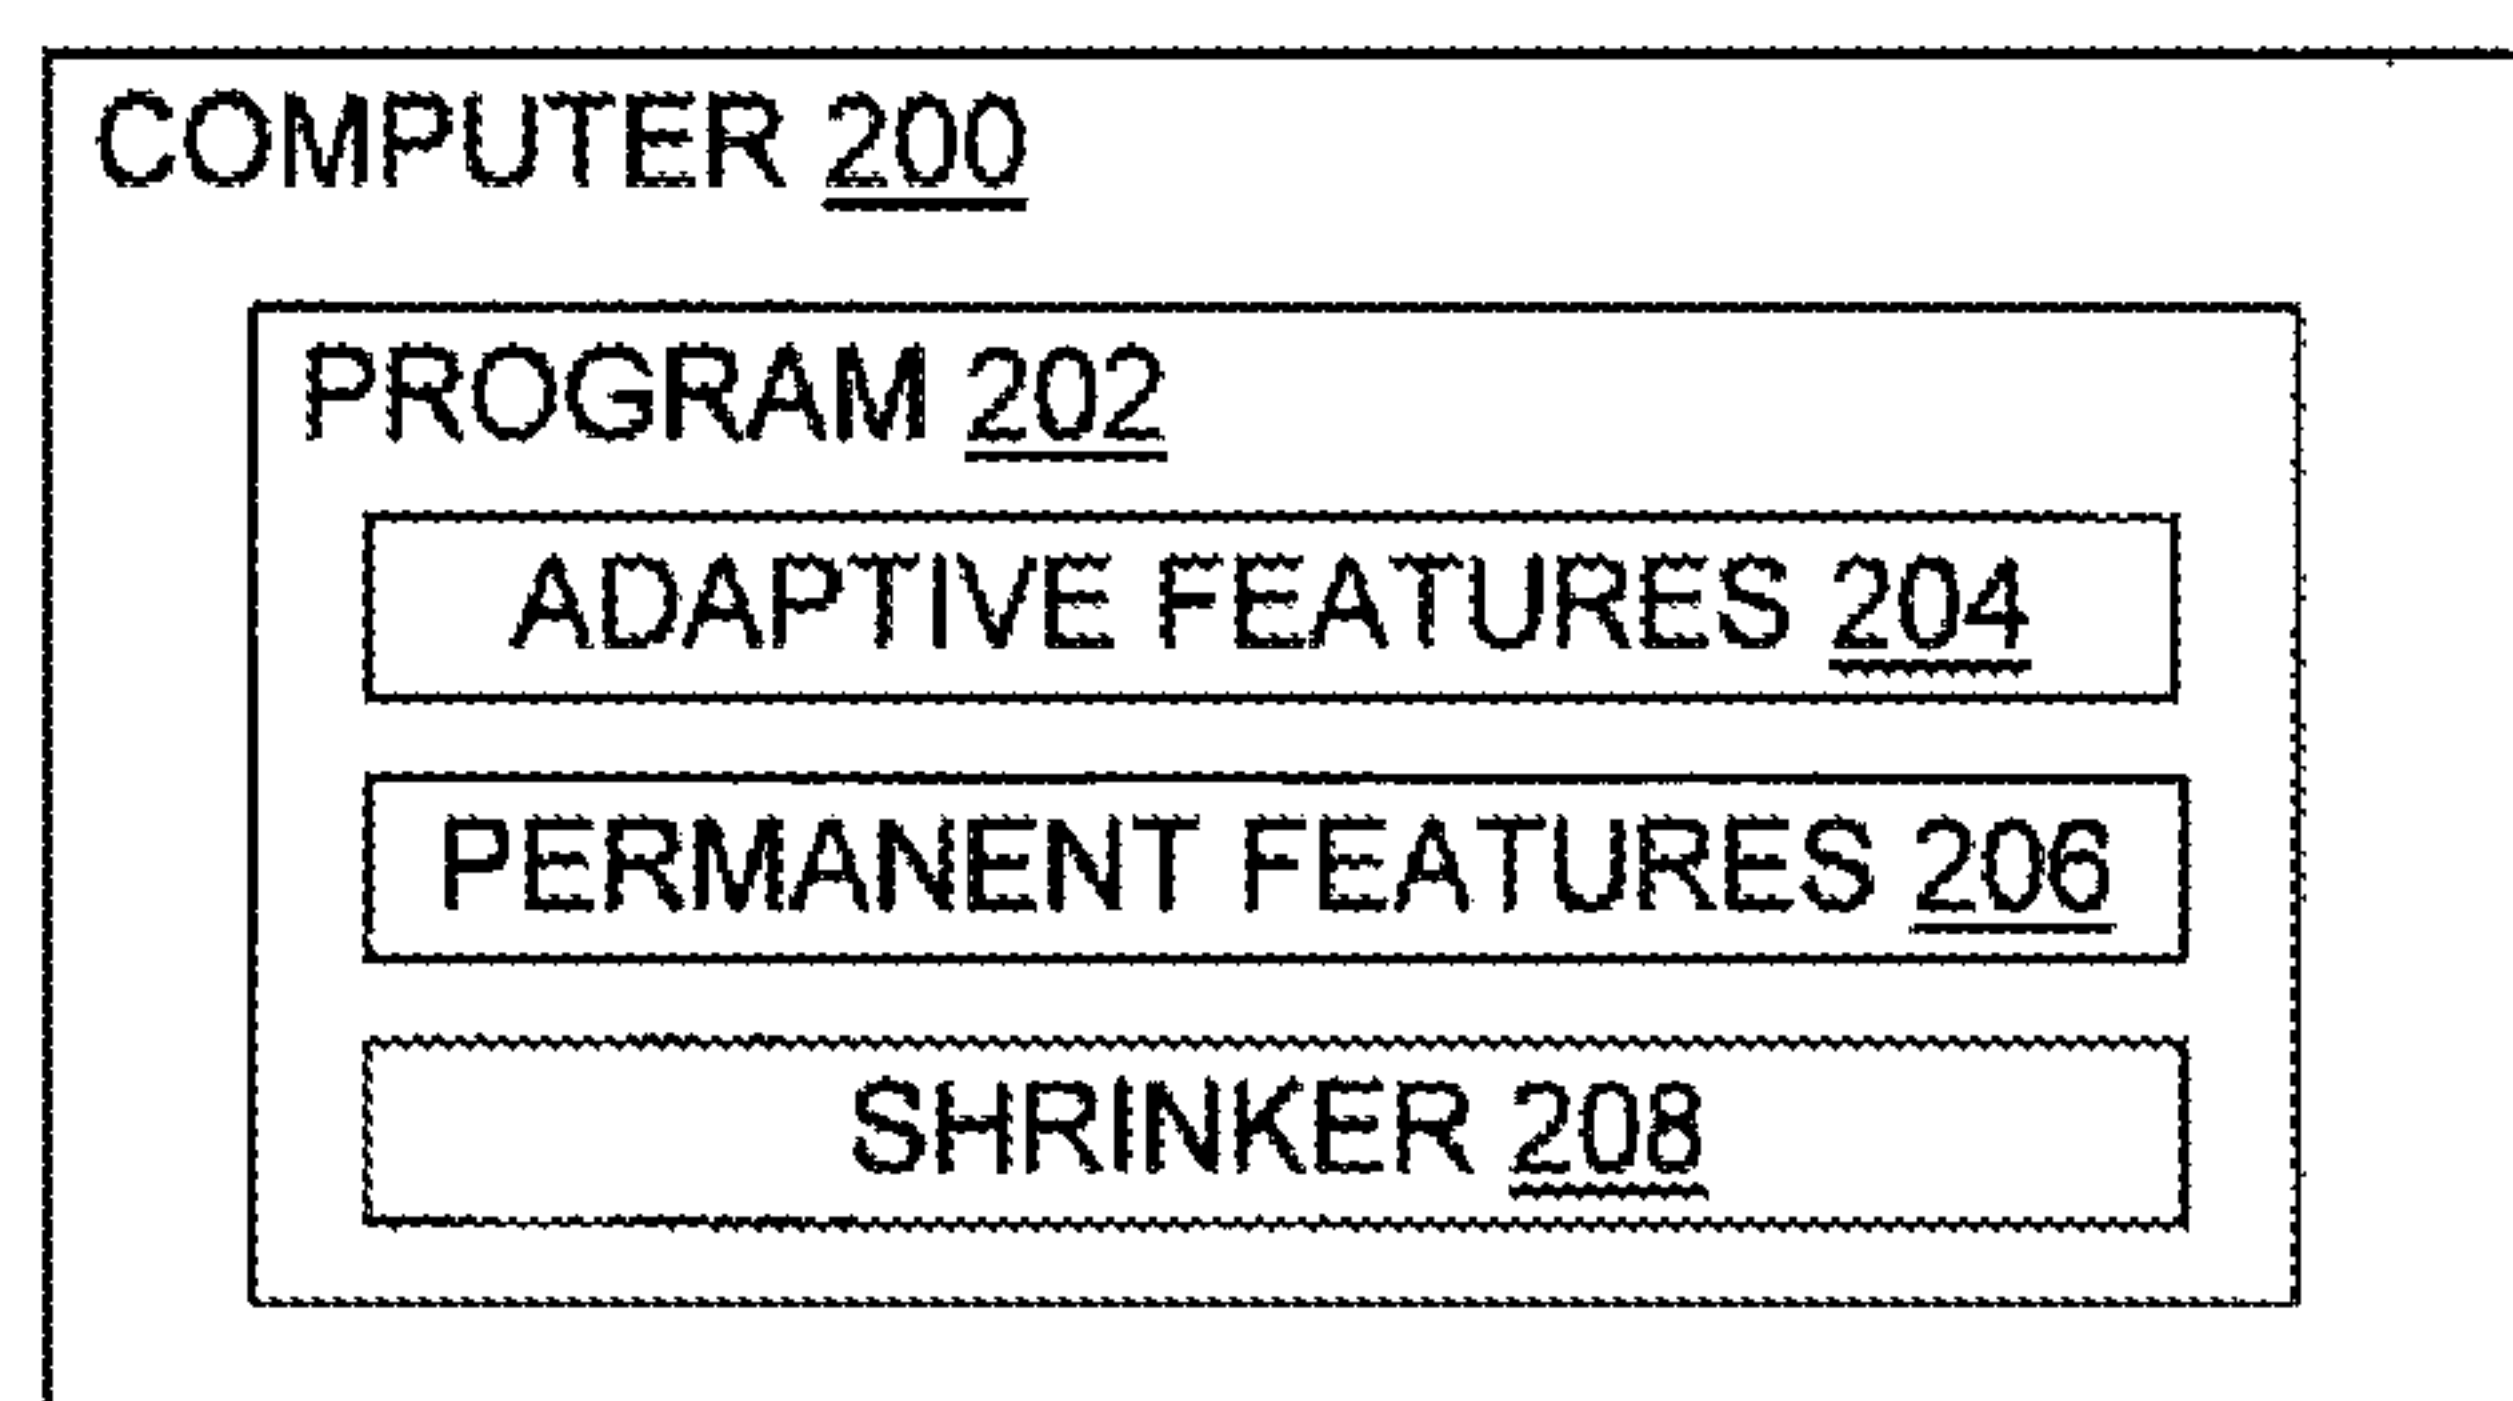 COMPUTER 200
PROGRAM 202
ADAPTIVE FEATURES 204
PERMANENT FEATURES 206
SHRINKER 208